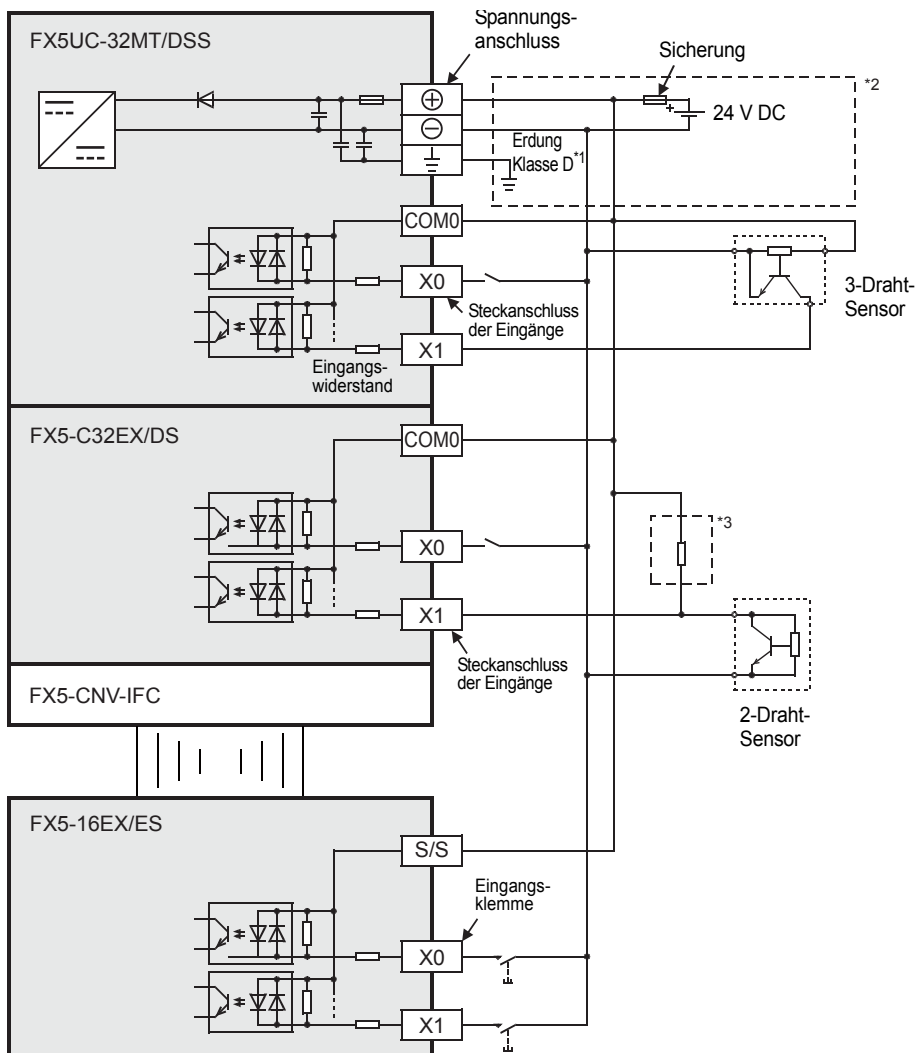 FX5UC-32MT/DSS
Spannungs-
anschluss
Sicherung
*2
24 V DC
Erdung
Klasse D*1
COM0
X0
Steckanschluss
der Eingänge
3-Draht-
Sensor
X1
Eingangs-
widerstand
FX5-C32EX/DS
COM0
*3
X0
X1
Steckanschluss
der Eingänge
FX5-CNV-IFC
2-Draht-
Sensor
FX5-16EX/ES
S/S
Eingangs-
klemme
X0
X1